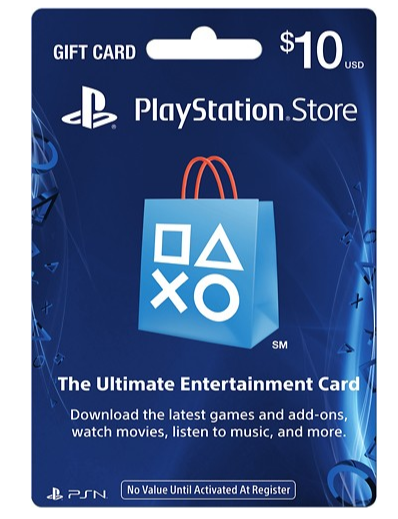 GIFT CARD $10 USD
PlayStation®Store
SM
The Ultimate Entertainment Card
Download the latest games and add-ons,
watch movies, listen to music, and more.
PSN No Value Until Activated At Register